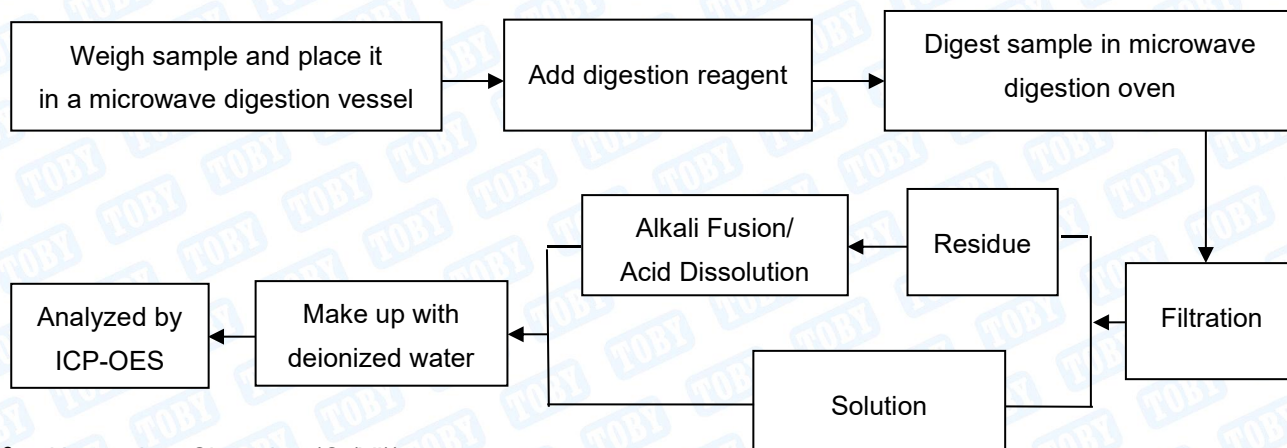 Weigh sample and place it
in a microwave digestion vessel
Add digestion reagent
Digest sample in microwave
digestion oven
Alkali Fusion/
Acid Dissolution
Residue
Filtration
Analyzed by
ICP-OES
Make up with
deionized water
Solution
TOBY